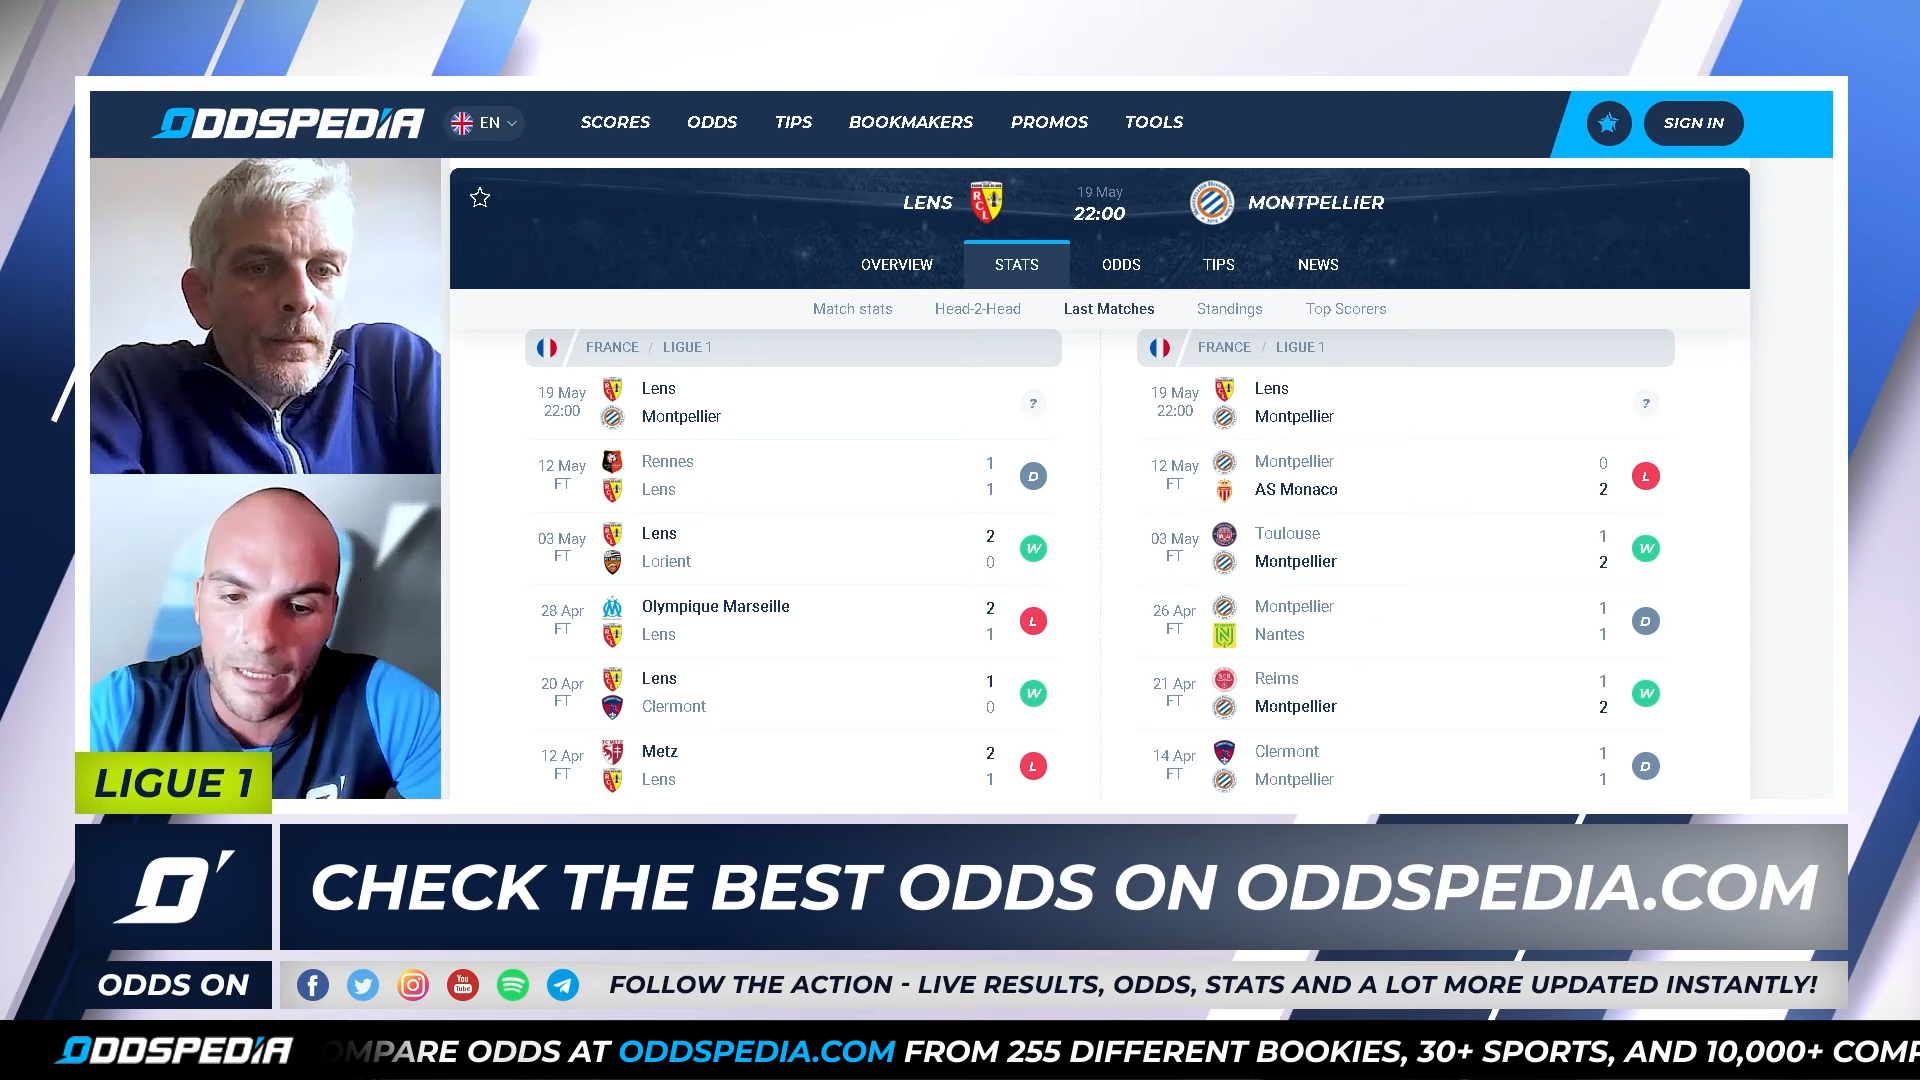 ODDSPEDIA
EN
SCORES
ODDS
TIPS
BOOKMAKERS
PROMOS
TOOLS
SIGN IN
LENS
19 May
22:00
MONTPELLIER
OVERVIEW
STATS
ODDS
TIPS
NEWS
Match stats
Head-2-Head
Last Matches
Standings
Top Scorers
FRANCE / LIGUE 1
19 May
22:00
Lens
Montpellier
?
12 May
FT
Rennes 1
Lens 1
D
03 May
FT
Lens 2
Lorient 0
W
28 Apr
FT
Olympique Marseille 2
Lens 1
L
20 Apr
FT
Lens 1
Clermont 0
W
12 Apr
FT
Metz 2
Lens 1
L
FRANCE / LIGUE 1
19 May
22:00
Lens
Montpellier
?
12 May
FT
Montpellier 0
AS Monaco 2
L
03 May
FT
Toulouse 1
Montpellier 2
W
26 Apr
FT
Montpellier 1
Nantes 1
D
21 Apr
FT
Reims 1
Montpellier 2
W
14 Apr
FT
Clermont 1
Montpellier 1
D
LIGUE 1
CHECK THE BEST ODDS ON ODDSPEDIA.COM
ODDS ON
FOLLOW THE ACTION - LIVE RESULTS, ODDS, STATS AND A LOT MORE UPDATED INSTANTLY!
ODDSPEDIA
OMPARE ODDS AT ODDSPEDIA.COM FROM 255 DIFFERENT BOOKIES, 30+ SPORTS, AND 10,000+ COMP